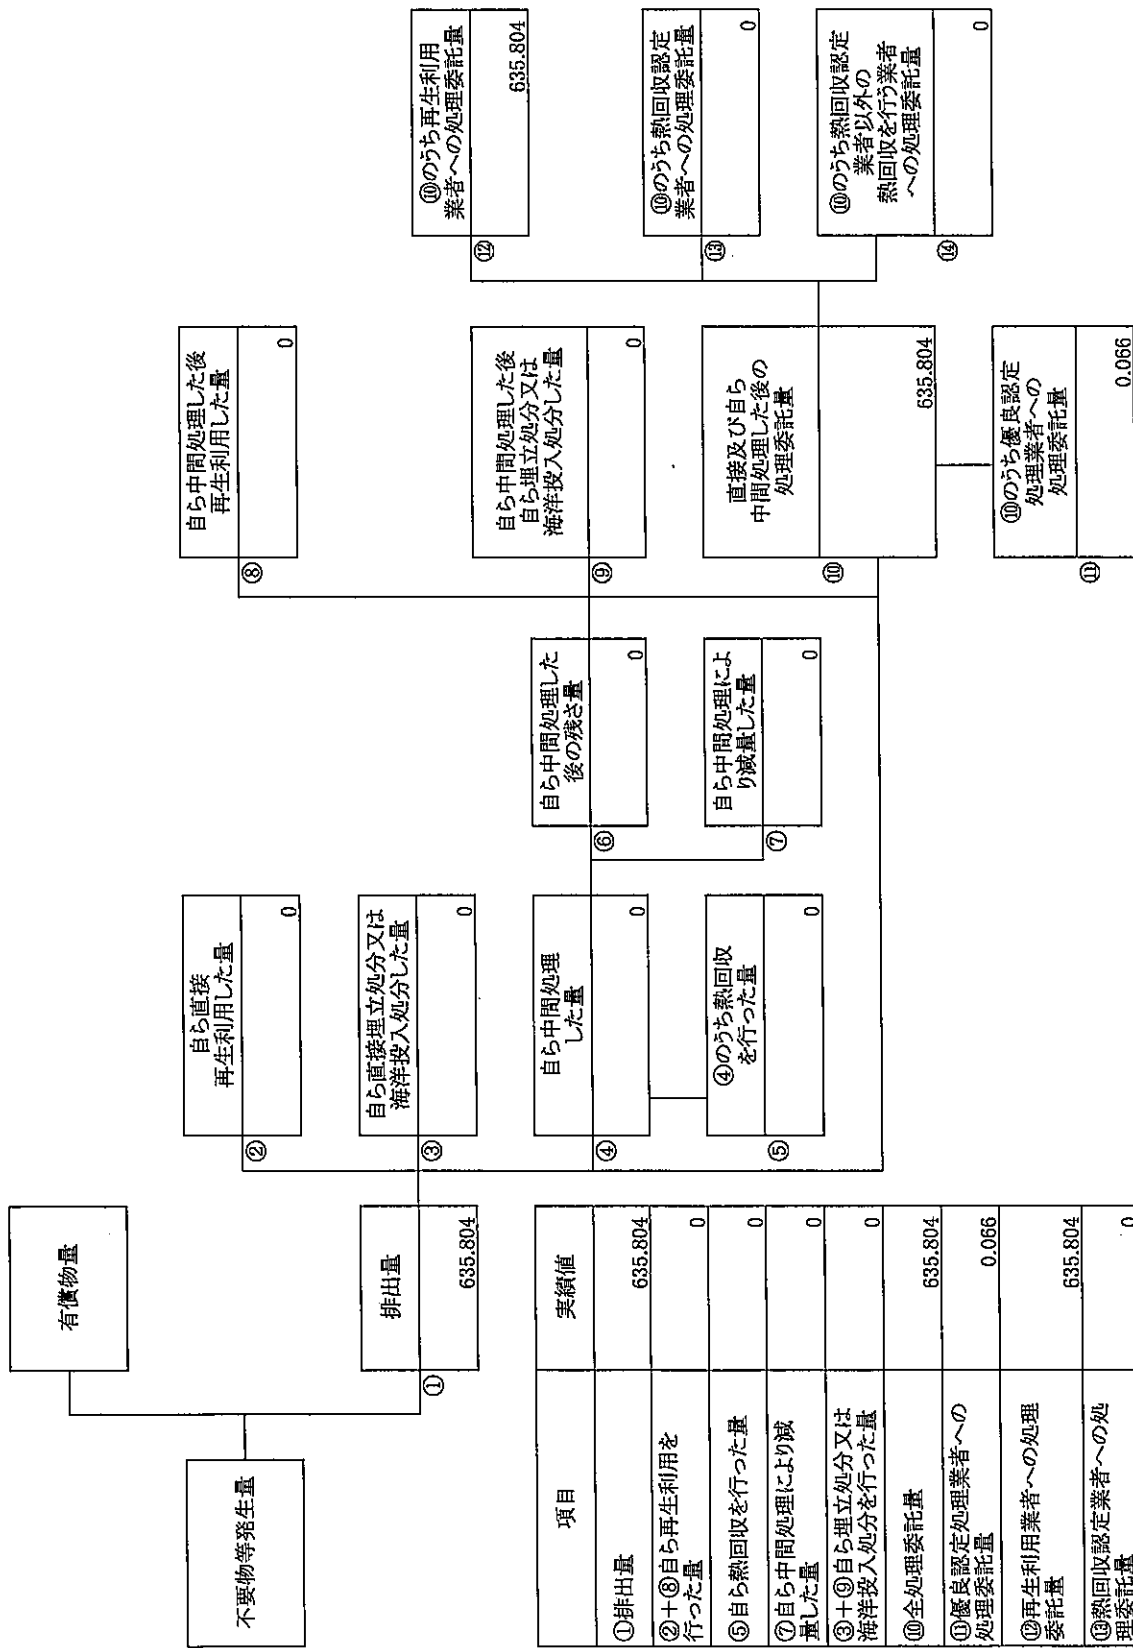 不要物等発生量
有償物量
①
排出量
635.804
②
自ら直接
再生利用した量
0
③
自ら直接埋立処分又は
海洋投入処分した量
0
④
自ら中間処理
した量
0
⑤
④のうち熱回収
を行った量
0
⑥
自ら中間処理した
後の残さ量
0
⑦
自ら中間処理によ
り減量した量
0
⑧
自ら中間処理した後
再生利用した量
0
⑨
自ら中間処理した後
自ら埋立処分又は
海洋投入処分した量
0
⑩
直接及び自ら
中間処理した後の
処理委託量
635.804
⑪
⑩のうち優良認定
処理業者への
処理委託量
0.066
⑫
⑩のうち再生利用
業者への処理委託量
635.804
⑬
⑩のうち熱回収認定
業者への処理委託量
0
⑭
⑩のうち熱回収認定
業者以外の
熱回収を行う業者
への処理委託量
0
項目 実績値
①排出量 635.804
②+⑧自ら再生利用を
行った量 0
⑤自ら熱回収を行った量 0
⑦自ら中間処理により減
量した量 0
③+⑨自ら埋立処分又は
海洋投入処分を行った量 0
⑩全処理委託量 635.804
⑪優良認定処理業者への
処理委託量 0.066
⑫再生利用業者への処理
委託量 635.804
⑬熱回収認定業者への処
理委託量 0